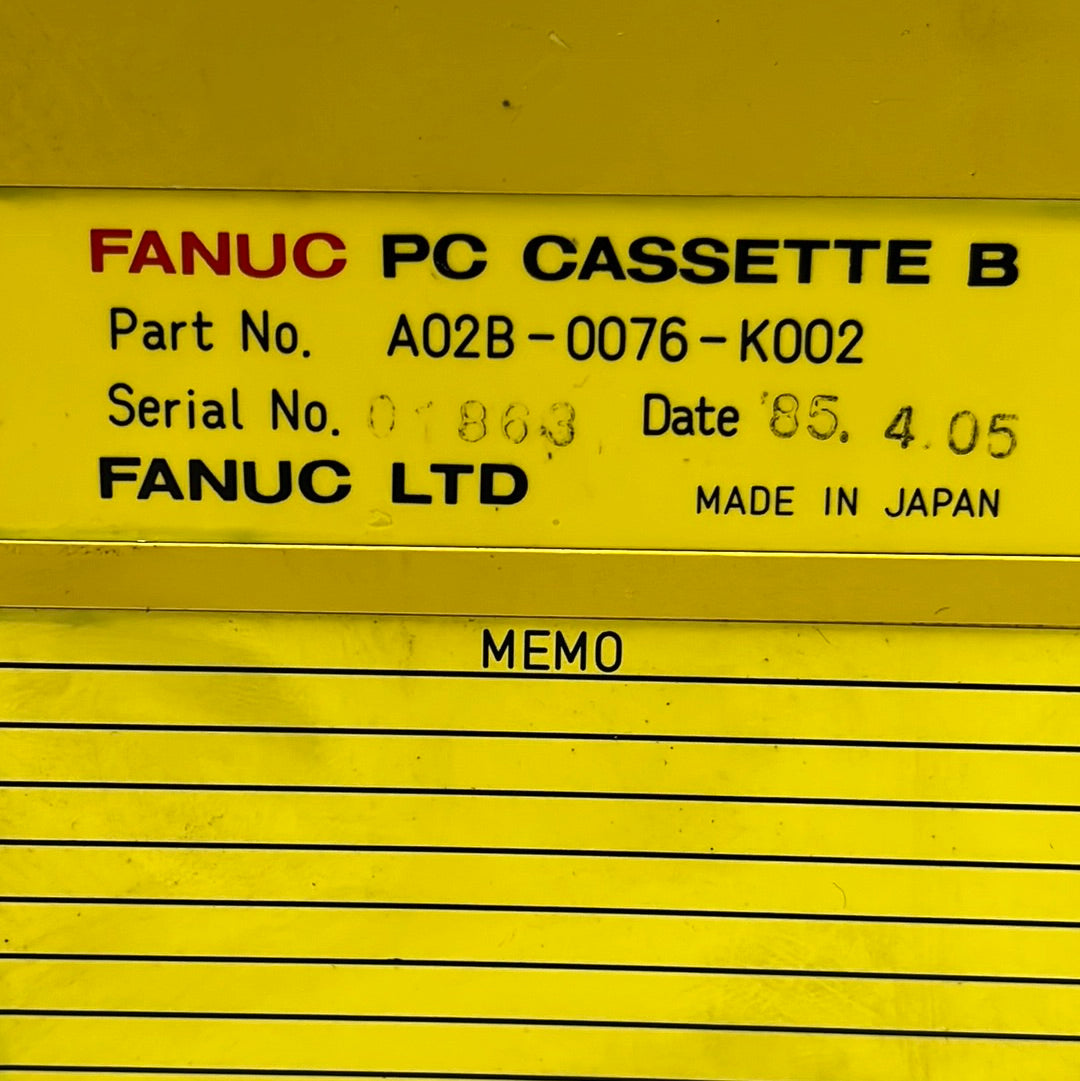 FANUC PC CASSETTE B
Part No. A02B-0076-K002
Serial No. 01863 Date '85. 4.05
FANUC LTD MADE IN JAPAN
MEMO